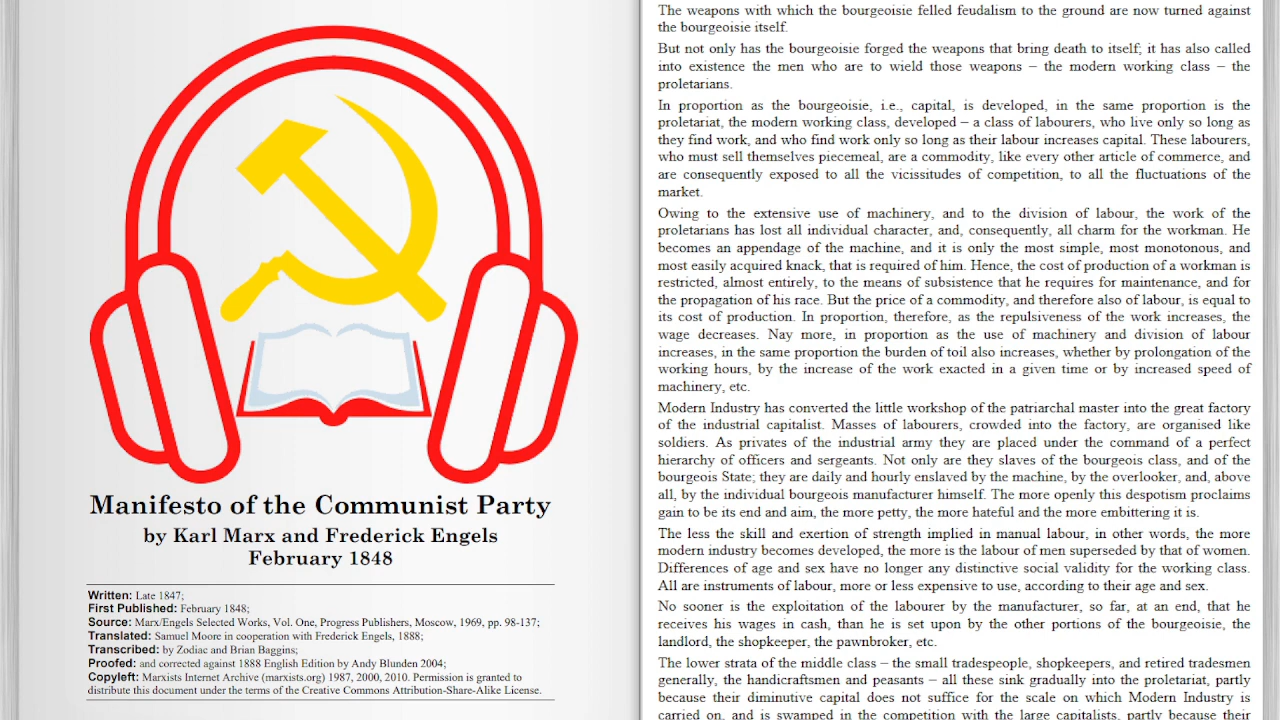 Manifesto of the Communist Party
by Karl Marx and Frederick Engels
February 1848
Written: Late 1847;
First Published: February 1848;
Source: Marx/Engels Selected Works, Vol. One, Progress Publishers, Moscow, 1969, pp. 98-137;
Translated: Samuel Moore in cooperation with Frederick Engels, 1888;
Transcribed: by Zodiac and Brian Baggins;
Proofed: and corrected against 1888 English Edition by Andy Blunden 2004;
Copyleft: Marxists Internet Archive (marxists.org) 1987, 2000, 2010. Permission is granted to
distribute this document under the terms of the Creative Commons Attribution-Share-Alike License.
The weapons with which the bourgeoisie felled feudalism to the ground are now turned against
the bourgeoisie itself.
But not only has the bourgeoisie forged the weapons that bring death to itself; it has also called
into existence the men who are to wield those weapons – the modern working class – the
proletarians.
In proportion as the bourgeoisie, i.e., capital, is developed, in the same proportion is the
proletariat, the modern working class, developed – a class of labourers, who live only so long as
they find work, and who find work only so long as their labour increases capital. These labourers,
who must sell themselves piecemeal, are a commodity, like every other article of commerce, and
are consequently exposed to all the vicissitudes of competition, to all the fluctuations of the
market.
Owing to the extensive use of machinery, and to the division of labour, the work of the
proletarians has lost all individual character, and, consequently, all charm for the workman. He
becomes an appendage of the machine, and it is only the most simple, most monotonous, and
most easily acquired knack, that is required of him. Hence, the cost of production of a workman is
restricted, almost entirely, to the means of subsistence that he requires for maintenance, and for
the propagation of his race. But the price of a commodity, and therefore also of labour, is equal to
its cost of production. In proportion, therefore, as the repulsiveness of the work increases, the
wage decreases. Nay more, in proportion as the use of machinery and division of labour
increases, in the same proportion the burden of toil also increases, whether by prolongation of the
working hours, by the increase of the work exacted in a given time or by increased speed of
machinery, etc.
Modern Industry has converted the little workshop of the patriarchal master into the great factory
of the industrial capitalist. Masses of labourers, crowded into the factory, are organised like
soldiers. As privates of the industrial army they are placed under the command of a perfect
hierarchy of officers and sergeants. Not only are they slaves of the bourgeois class, and of the
bourgeois State; they are daily and hourly enslaved by the machine, by the overlooker, and, above
all, by the individual bourgeois manufacturer himself. The more openly this despotism proclaims
gain to be its end and aim, the more petty, the more hateful and the more embittering it is.
The less the skill and exertion of strength implied in manual labour, in other words, the more
modern industry becomes developed, the more is the labour of men superseded by that of women.
Differences of age and sex have no longer any distinctive social validity for the working class.
All are instruments of labour, more or less expensive to use, according to their age and sex.
No sooner is the exploitation of the labourer by the manufacturer, so far, at an end, that he
receives his wages in cash, than he is set upon by the other portions of the bourgeoisie, the
landlord, the shopkeeper, the pawnbroker, etc.
The lower strata of the middle class – the small tradespeople, shopkeepers, and retired tradesmen
generally, the handicraftsmen and peasants – all these sink gradually into the proletariat, partly
because their diminutive capital does not suffice for the scale on which Modern Industry is
carried on, and is swamped in the competition with the large capitalists, partly because their